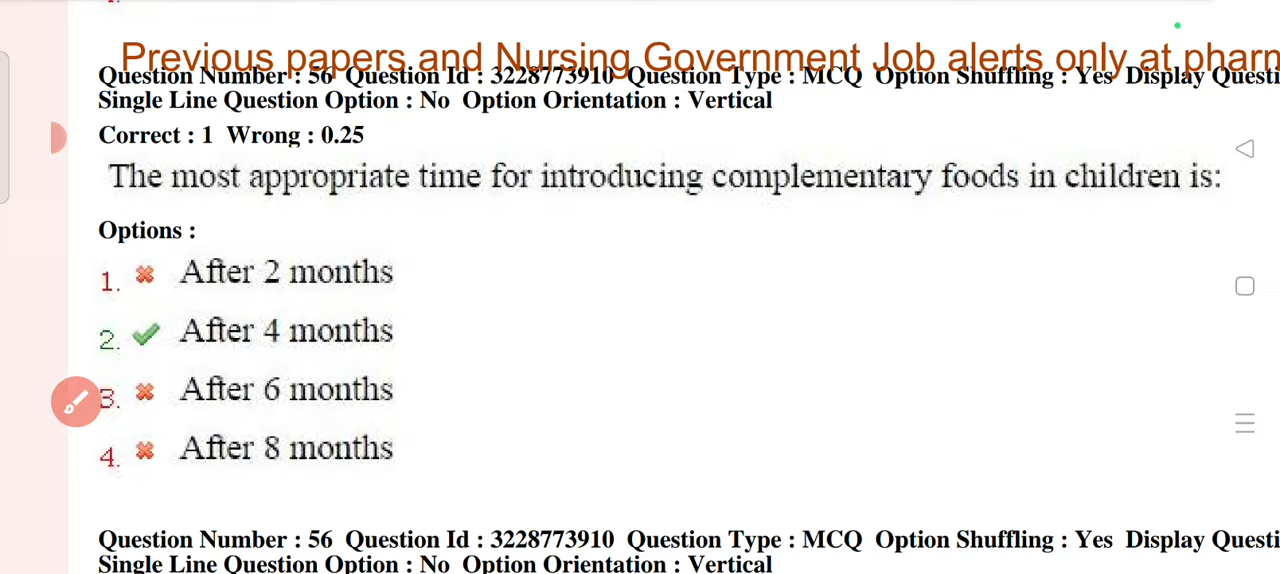 Previous papers and Nursing Government Job alerts only at pharm
Question Number : 56 Question Id : 3228773910 Question Type : MCQ Option Shuffling : Yes Display Questi
Single Line Question Option : No Option Orientation : Vertical
Correct : 1 Wrong : 0.25
The most appropriate time for introducing complementary foods in children is:
Options :
1. After 2 months
2. After 4 months
3. After 6 months
4. After 8 months
Question Number : 56 Question Id : 3228773910 Question Type : MCQ Option Shuffling : Yes Display Questi
Single Line Question Option : No Option Orientation : Vertical